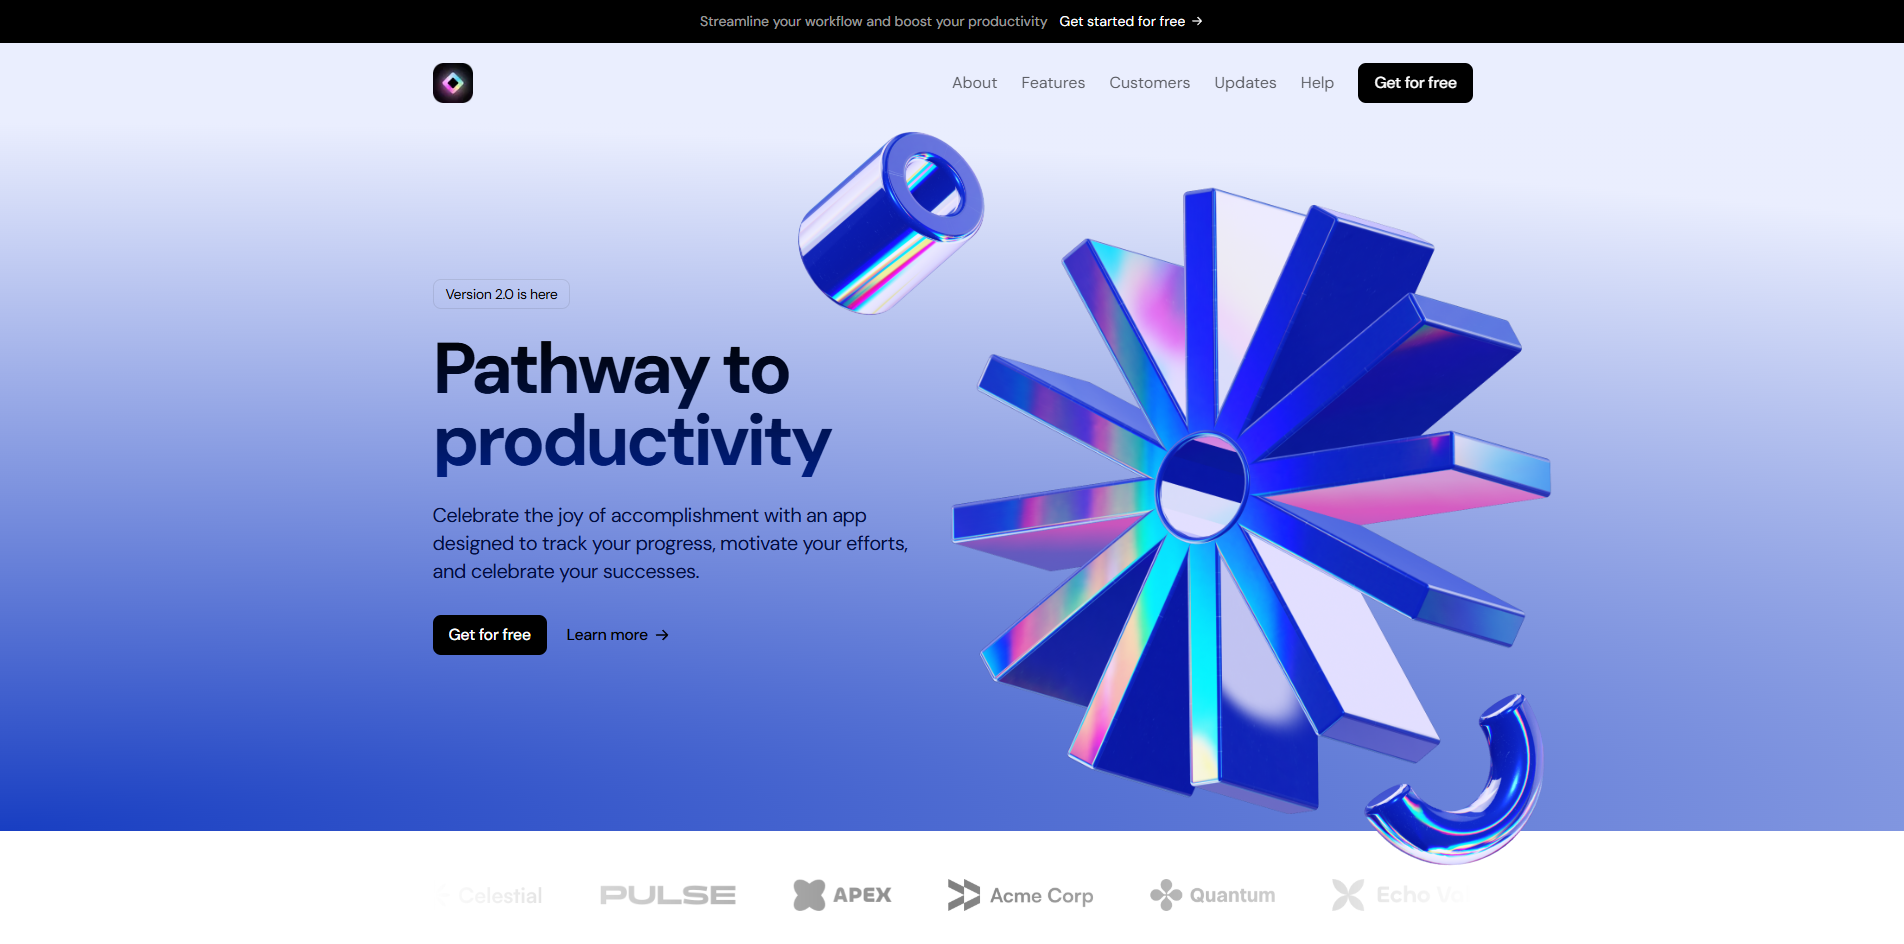 Streamline your workflow and boost your productivity Get started for free →
About Features Customers Updates Help Get for free
Version 2.0 is here
Pathway to
productivity
Celebrate the joy of accomplishment with an app
designed to track your progress, motivate your efforts,
and celebrate your successes.
Get for free Learn more →
Celestial PULSE APEX Acme Corp Quantum Echo